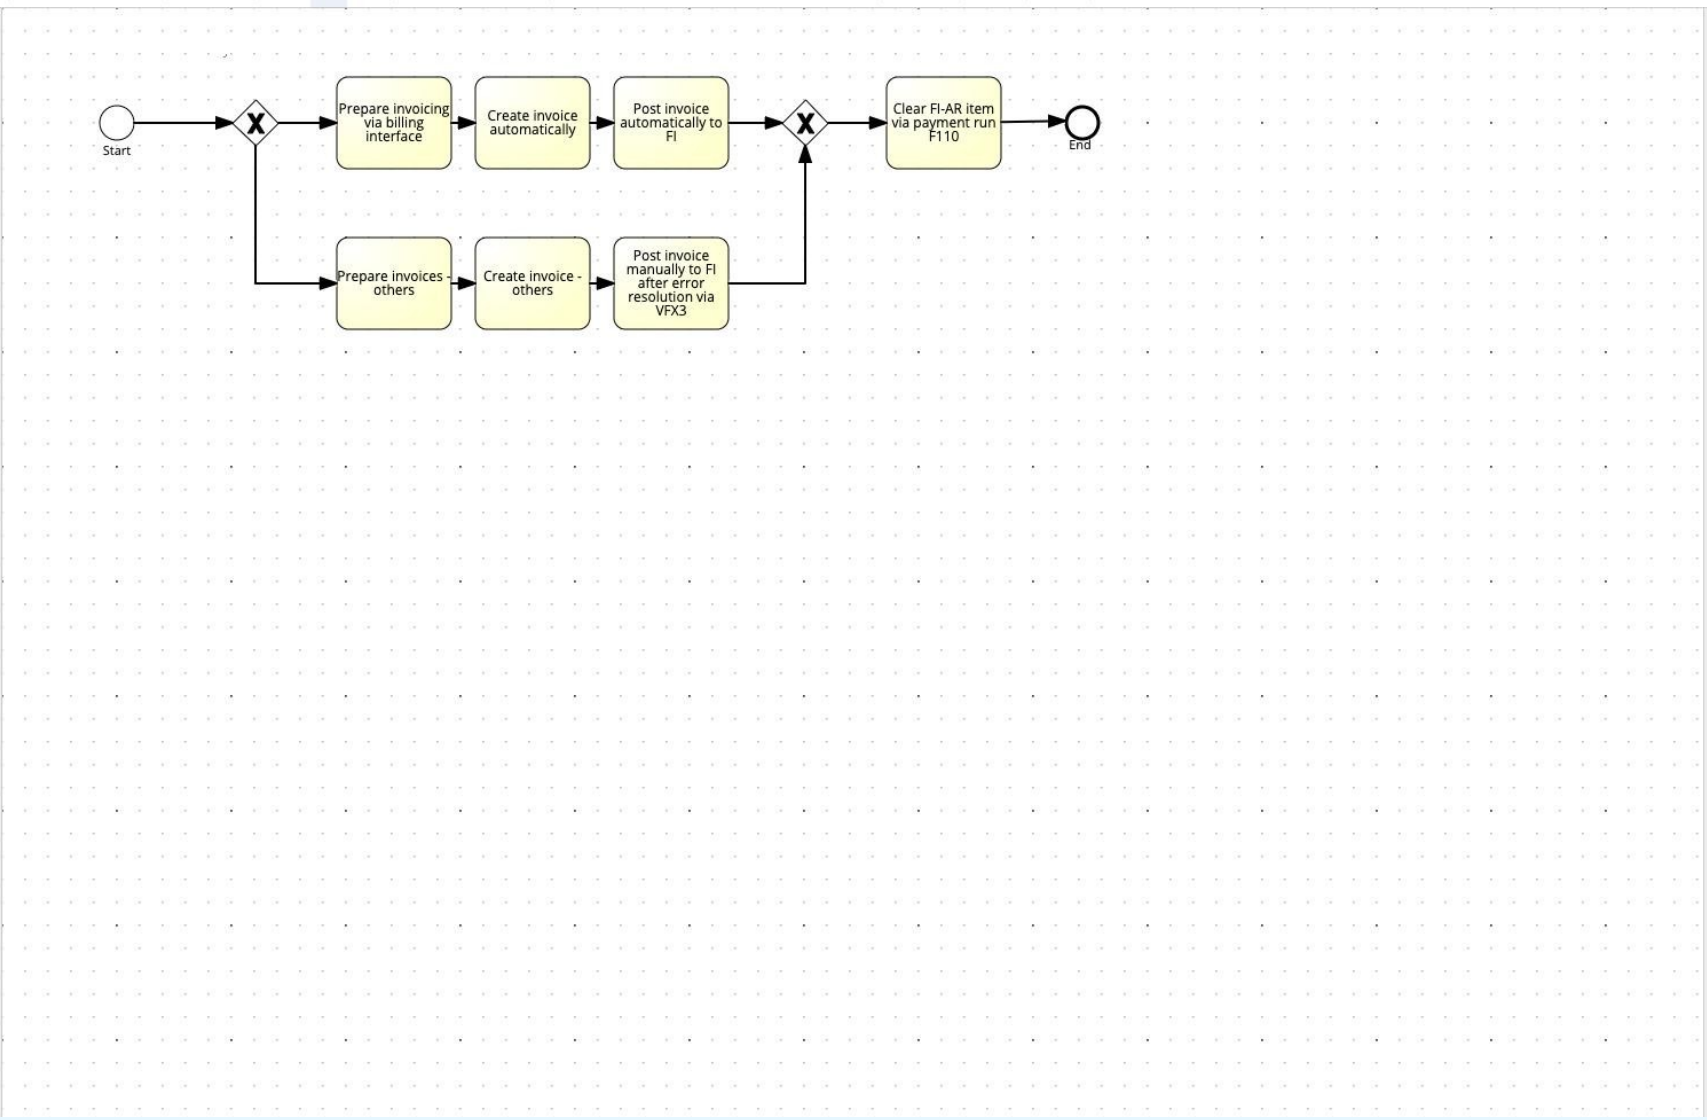 Start
Prepare invoicing
via billing
interface
Create invoice
automatically
Post invoice
automatically to
FI
Clear FI-AR item
via payment run
F110
End
Prepare invoices -
others
Create invoice -
others
Post invoice
manually to FI
after error
resolution via
VFX3